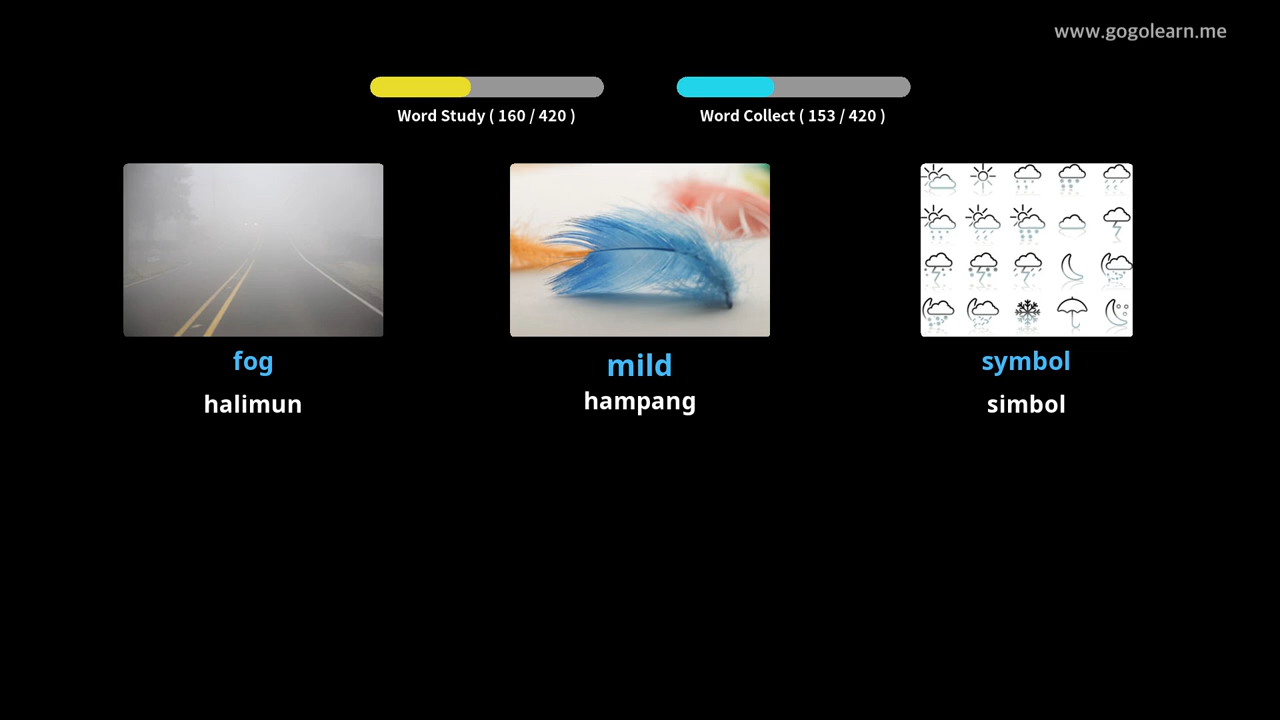 www.gogolearn.me
Word Study ( 160 / 420 )
Word Collect ( 153 / 420 )
fog
halimun
mild
hampang
symbol
simbol